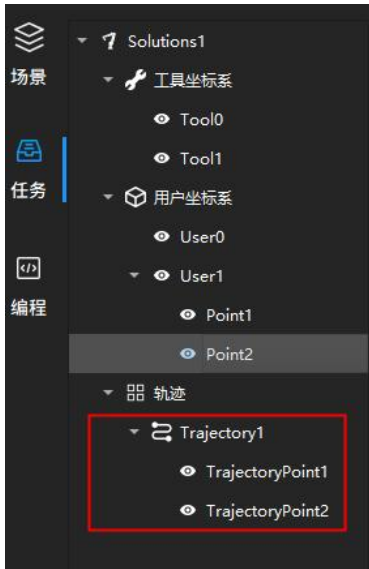 场景
任务
编程
Solutions1
工具坐标系
Tool0
Tool1
用户坐标系
User0
User1
Point1
Point2
轨迹
Trajectory1
TrajectoryPoint1
TrajectoryPoint2